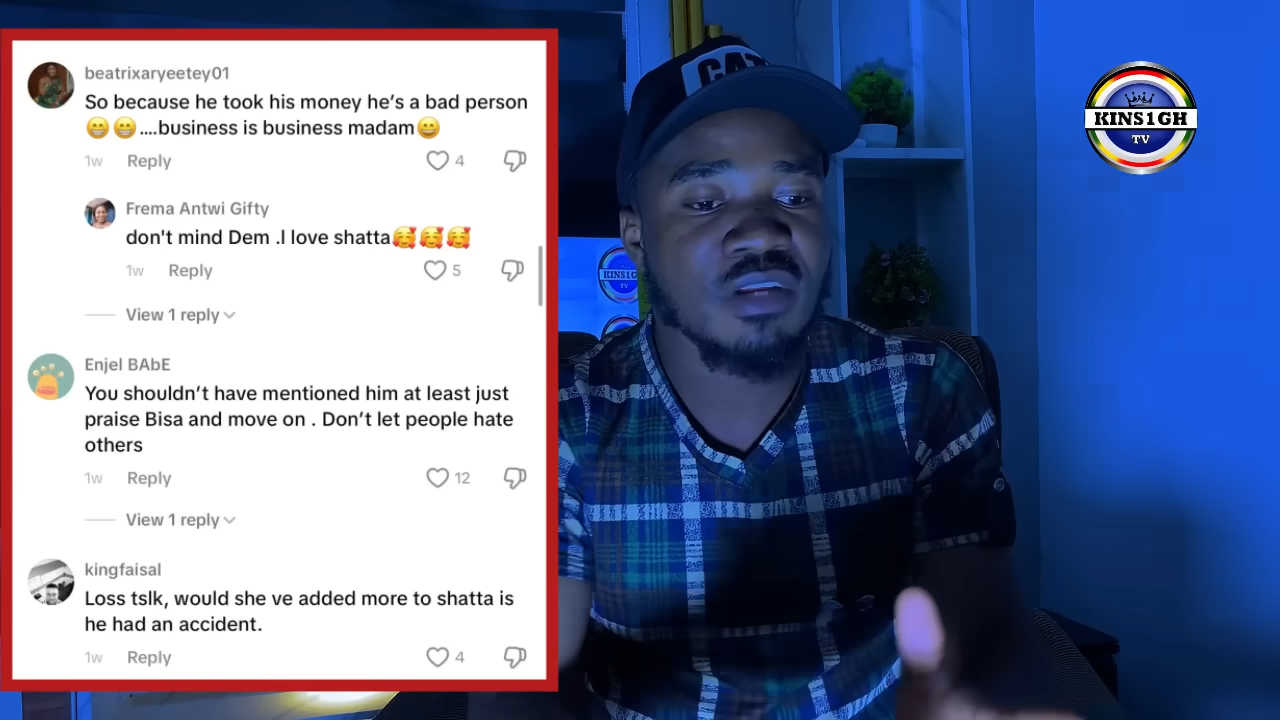 beatrixaryeetey01
So because he took his money he's a bad person
😁😁....business is business madam😁
1w Reply 4
Frema Antwi Gifty
don't mind Dem .I love shatta🥰🥰🥰
1w Reply 5
View 1 reply
Enjel BAbE
You shouldn't have mentioned him at least just
praise Bisa and move on . Don't let people hate
others
1w Reply 12
View 1 reply
kingfaisal
Loss tslk, would she ve added more to shatta is
he had an accident.
1w Reply 4
CAT
KINS1GH
TV
KINS1G
TV